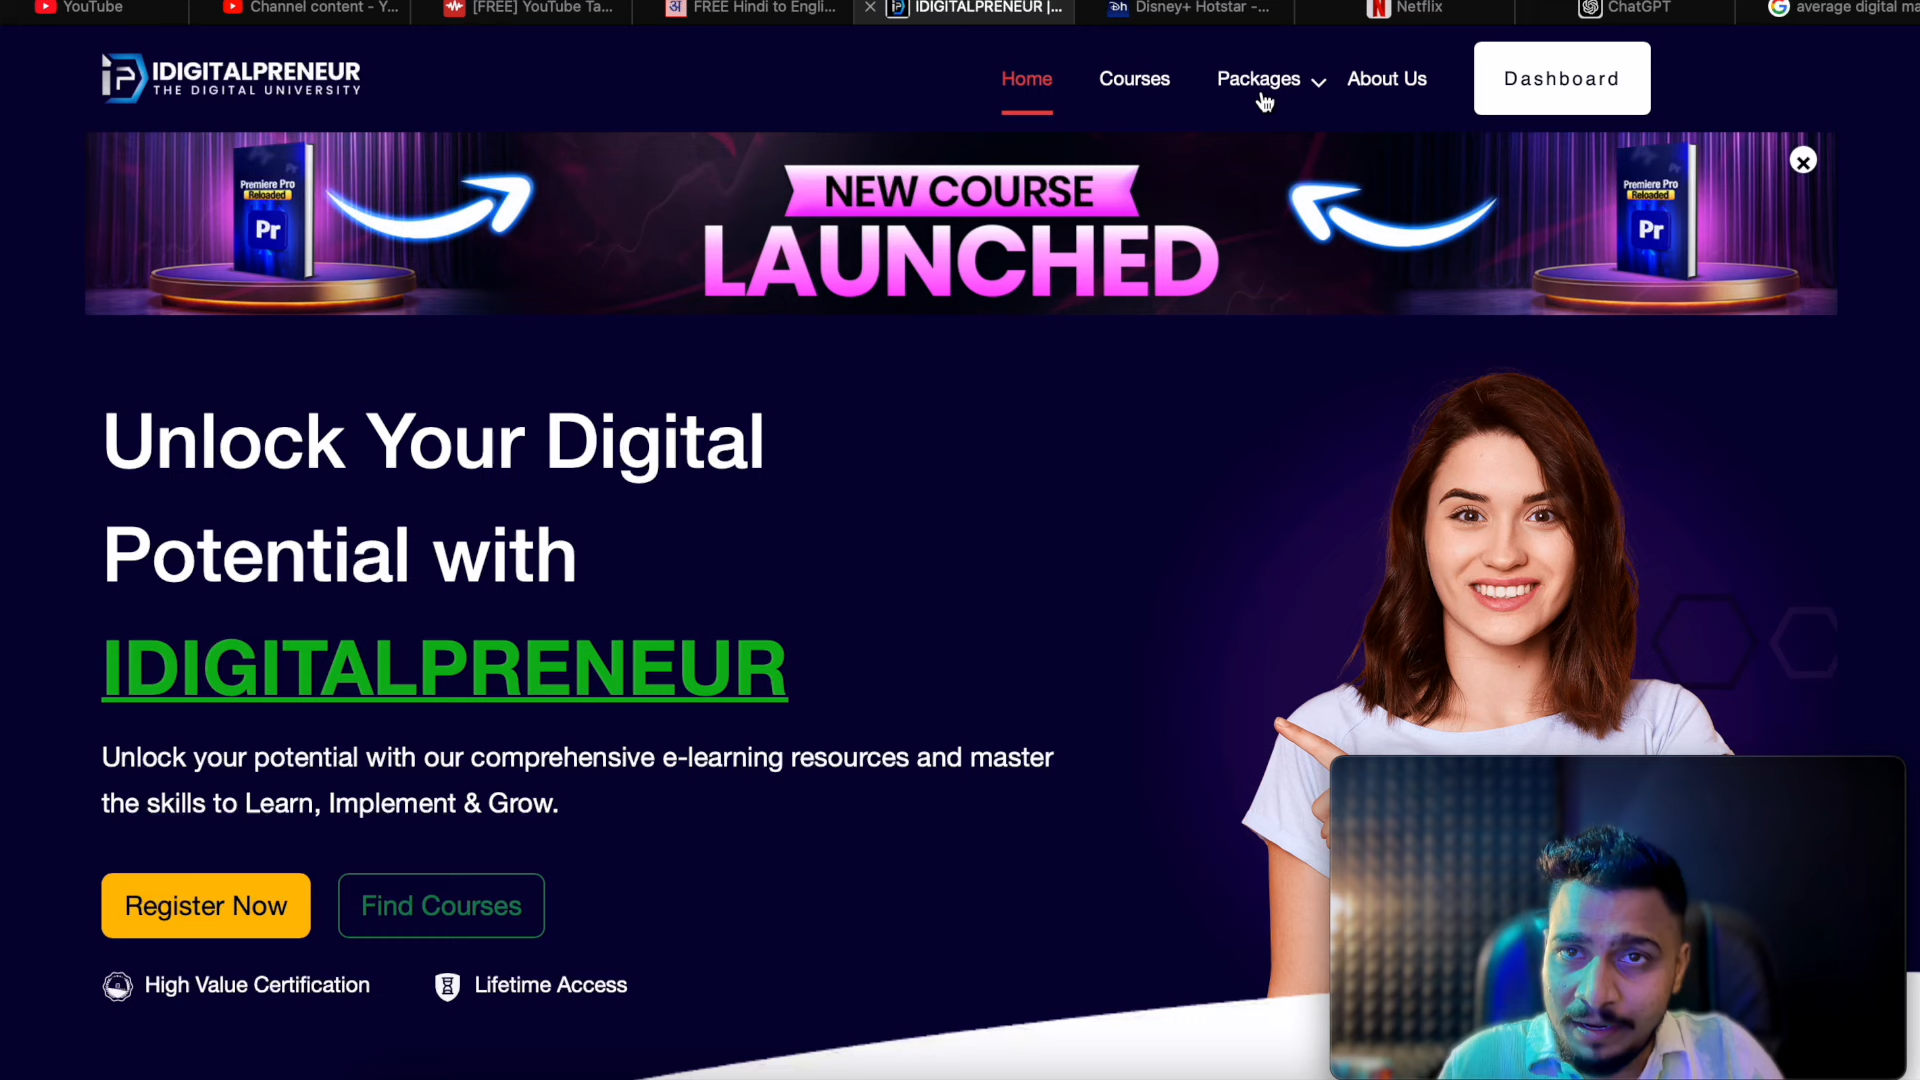 YouTube
Channel content - Y...
[FREE] YouTube Ta...
अ FREE Hindi to Engli...
IDIGITALPRENEUR |...
Disney+ Hotstar -...
Netflix
ChatGPT
average digital ma
IDIGITALPRENEUR
THE DIGITAL UNIVERSITY
Home
Courses
Packages
About Us
Dashboard
Premiere Pro
Reloaded
Pr
NEW COURSE
LAUNCHED
Premiere Pro
Reloaded
Pr
Unlock Your Digital
Potential with
IDIGITALPRENEUR
Unlock your potential with our comprehensive e-learning resources and master
the skills to Learn, Implement & Grow.
Register Now
Find Courses
High Value Certification
Lifetime Access